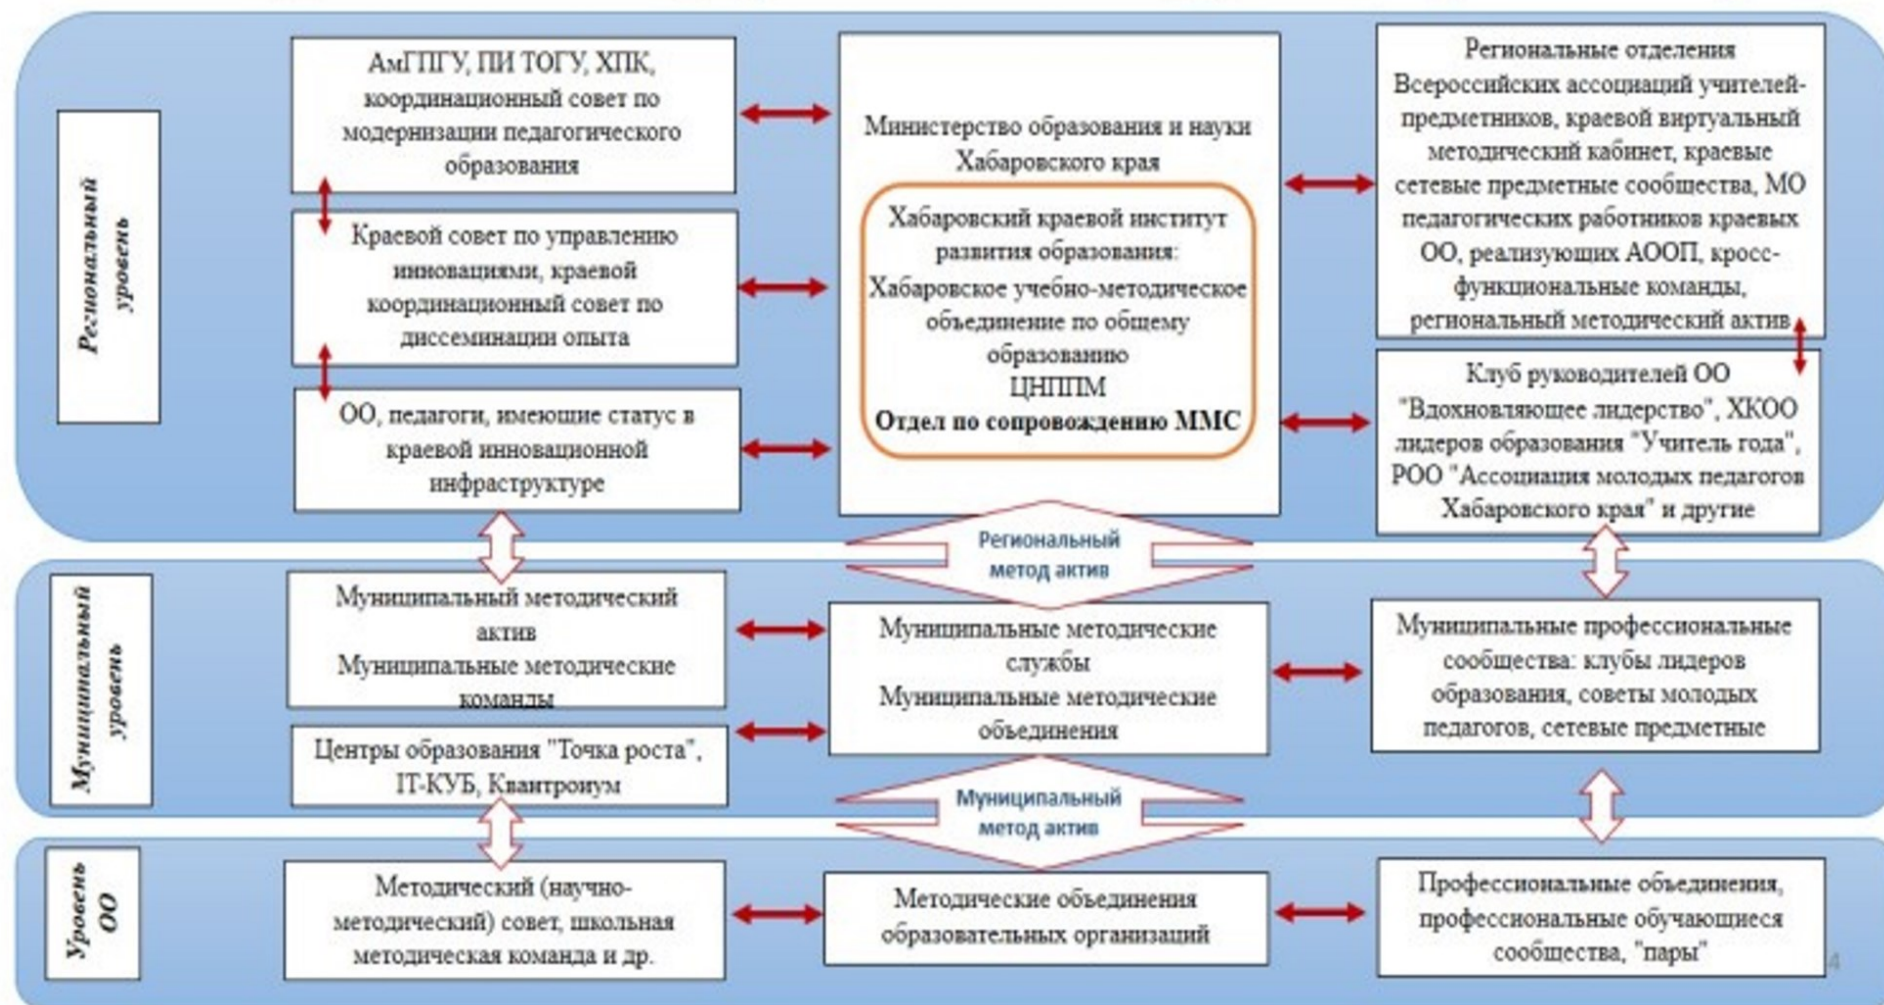 Региональный
уровень
АмГПГУ, ПИ ТОГУ, ХПК,
координационный совет по
модернизации педагогического
образования
Краевой совет по управлению
инновациями, краевой
координационный совет по
диссеминации опыта
ОО, педагоги, имеющие статус в
краевой инновационной
инфраструктуре
Министерство образования и науки
Хабаровского края
Хабаровский краевой институт
развития образования:
Хабаровское учебно-методическое
объединение по общему
образованию
ЦНППМ
Отдел по сопровождению ММС
Региональные отделения
Всероссийских ассоциаций учителей-
предметников, краевой виртуальный
методический кабинет, краевые
сетевые предметные сообщества, МО
педагогических работников краевых
ОО, реализующих АООП, кросс-
функциональные команды,
региональный методический актив
Клуб руководителей ОО
"Вдохновляющее лидерство", ХКОО
лидеров образования "Учитель года",
РОО "Ассоциация молодых педагогов
Хабаровского края" и другие
Региональный
метод актив
Муниципальный
уровень
Муниципальный методический
актив
Муниципальные методические
команды
Центры образования "Точка роста",
IT-КУБ, Квантроиум
Муниципальные методические
службы
Муниципальные методические
объединения
Муниципальные профессиональные
сообщества: клубы лидеров
образования, советы молодых
педагогов, сетевые предметные
Муниципальный
метод актив
Уровень
ОО
Методический (научно-
методический) совет, школьная
методическая команда и др.
Методические объединения
образовательных организаций
Профессиональные объединения,
профессиональные обучающиеся
сообщества, "пары"
4